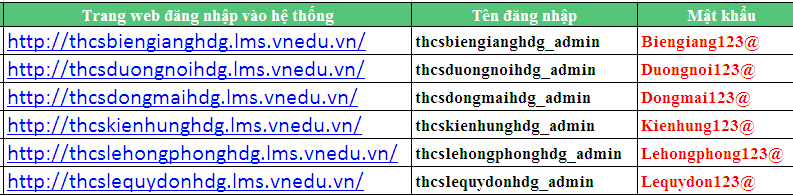 Trang web đăng nhập vào hệ thống Tên đăng nhập Mật khẩu
http://thcsbiengianghdg.lms.vnedu.vn/ thcsbiengianghdg_admin Biengiang123@
http://thcsduongnoihdg.lms.vnedu.vn/ thcsduongnoihdg_admin Duongnoi123@
http://thcsdongmaihdg.lms.vnedu.vn/ thcsdongmaihdg_admin Dongmai123@
http://thcskienhunghdg.lms.vnedu.vn/ thcskienhunghdg_admin Kienhung123@
http://thcslehongphonghdg.lms.vnedu.vn/ thcslehongphonghdg_admin Lehongphong123@
http://thcslequydonhdg.lms.vnedu.vn/ thcslequydonhdg_admin Lequydon123@